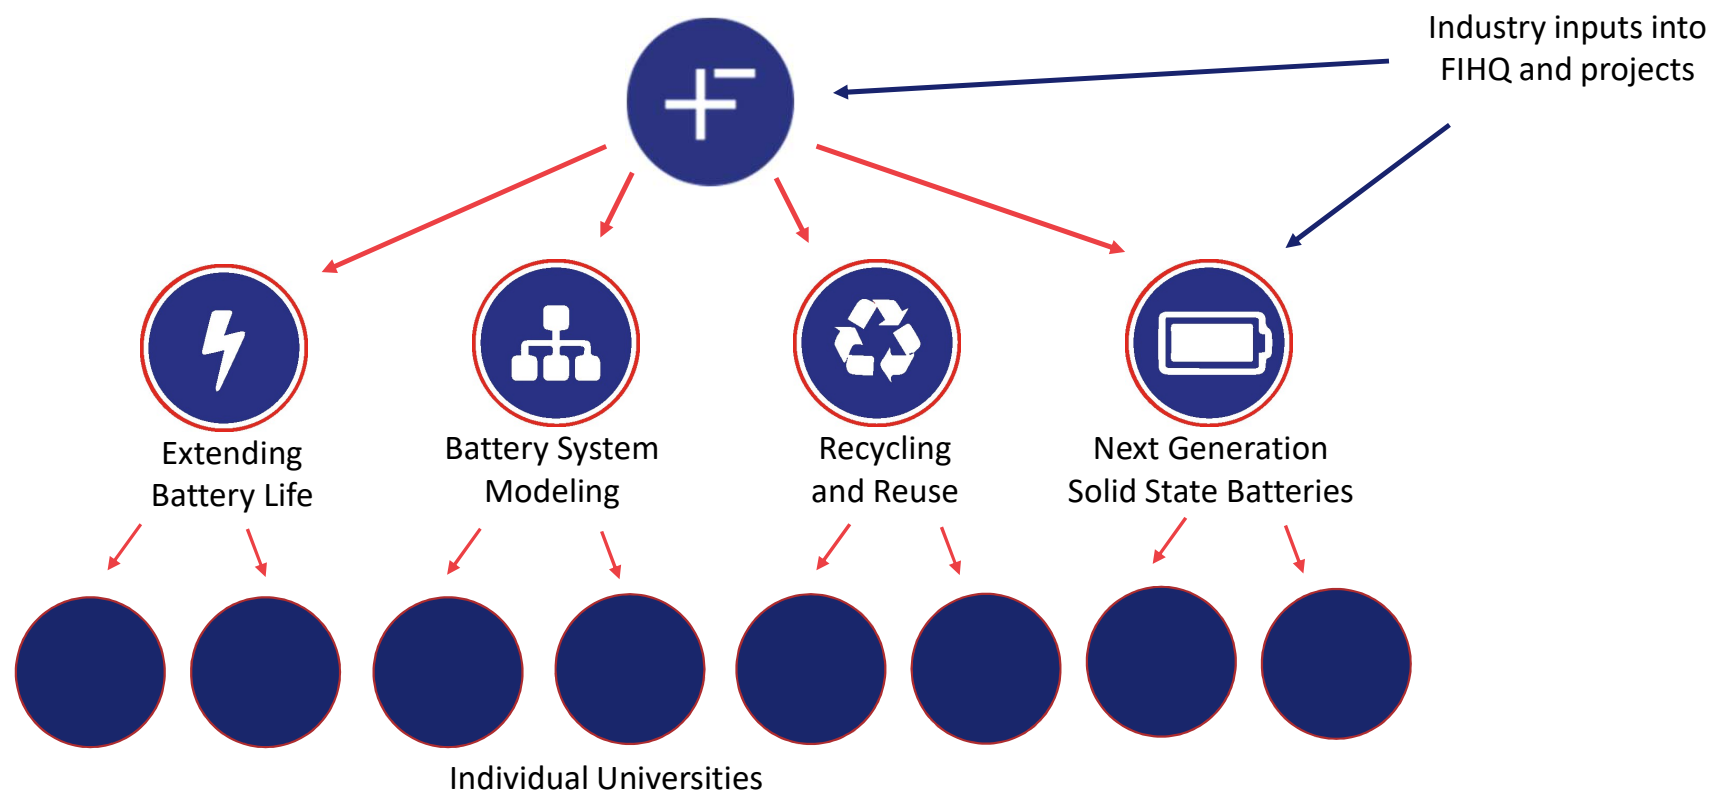 Industry inputs into
FIHQ and projects
Extending
Battery Life
Battery System
Modeling
Recycling
and Reuse
Next Generation
Solid State Batteries
Individual Universities